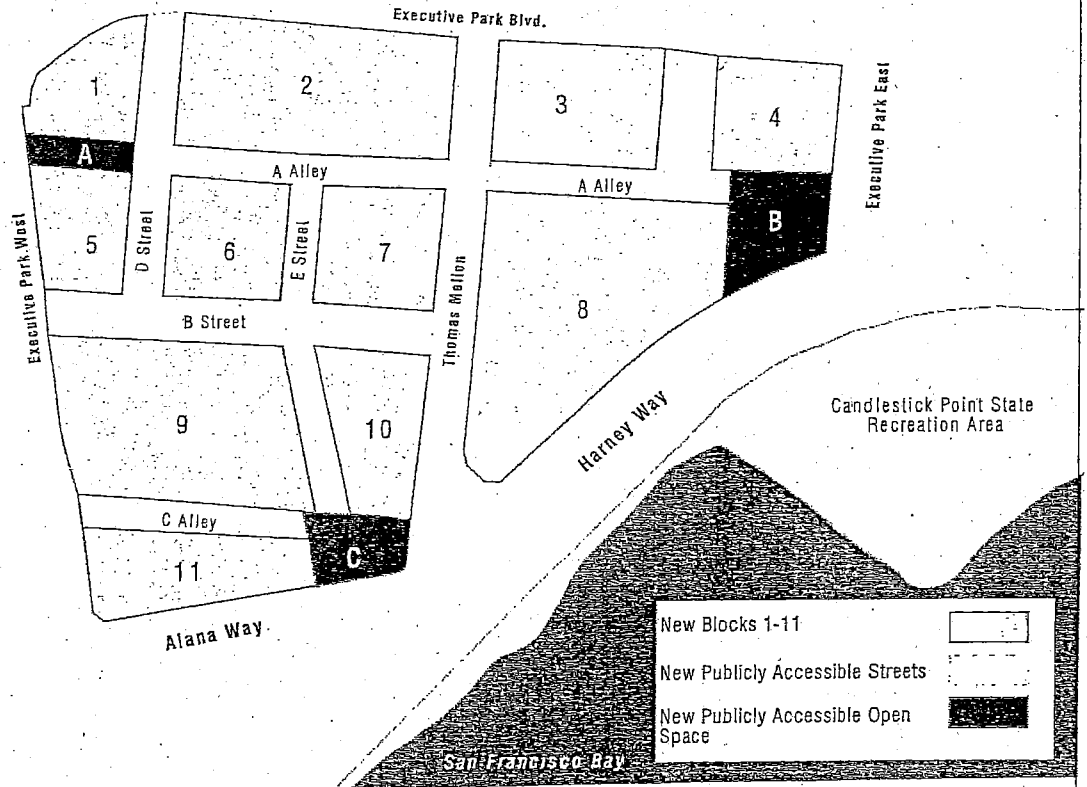 Executive Park Blvd.
1
2
3
4
Executive Park East
A
A Alley
A Alley
B
Executive Park West
5
D Street
6
E Street
7
Thomas Mellon
8
B Street
9
10
Harney Way
Candlestick Point State
Recreation Area
C Alley
C
11
Alana Way
New Blocks 1-11
New Publicly Accessible Streets
New Publicly Accessible Open
Space
San Francisco Bay